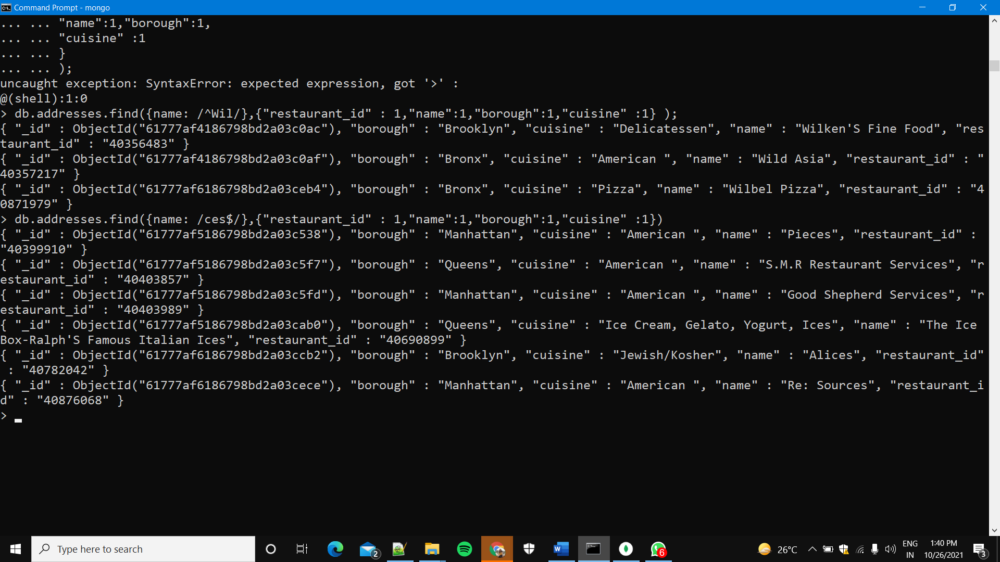 Command Prompt - mongo
... ... "name":1,"borough":1,
... ... "cuisine" :1
... ... }
... ... );
uncaught exception: SyntaxError: expected expression, got '>' :
@(shell):1:0
> db.addresses.find({name: /^Wil/},{"restaurant_id" : 1,"name":1,"borough":1,"cuisine" :1} );
{ "_id" : ObjectId("61777af4186798bd2a03c0ac"), "borough" : "Brooklyn", "cuisine" : "Delicatessen", "name" : "Wilken'S Fine Food", "res
taurant_id" : "40356483" }
{ "_id" : ObjectId("61777af4186798bd2a03c0af"), "borough" : "Bronx", "cuisine" : "American ", "name" : "Wild Asia", "restaurant_id" : "
40357217" }
{ "_id" : ObjectId("61777af6186798bd2a03ceb4"), "borough" : "Bronx", "cuisine" : "Pizza", "name" : "Wilbel Pizza", "restaurant_id" : "4
0871979" }
> db.addresses.find({name: /ces$/},{"restaurant_id" : 1,"name":1,"borough":1,"cuisine" :1})
{ "_id" : ObjectId("61777af5186798bd2a03c538"), "borough" : "Manhattan", "cuisine" : "American ", "name" : "Pieces", "restaurant_id" :
"40399910" }
{ "_id" : ObjectId("61777af5186798bd2a03c5f7"), "borough" : "Queens", "cuisine" : "American ", "name" : "S.M.R Restaurant Services", "r
estaurant_id" : "40403857" }
{ "_id" : ObjectId("61777af5186798bd2a03c5fd"), "borough" : "Manhattan", "cuisine" : "American ", "name" : "Good Shepherd Services", "r
estaurant_id" : "40403989" }
{ "_id" : ObjectId("61777af5186798bd2a03cab0"), "borough" : "Queens", "cuisine" : "Ice Cream, Gelato, Yogurt, Ices", "name" : "The Ice
Box-Ralph'S Famous Italian Ices", "restaurant_id" : "40690899" }
{ "_id" : ObjectId("61777af6186798bd2a03ccb2"), "borough" : "Brooklyn", "cuisine" : "Jewish/Kosher", "name" : "Alices", "restaurant_id"
 : "40782042" }
{ "_id" : ObjectId("61777af6186798bd2a03cece"), "borough" : "Manhattan", "cuisine" : "American ", "name" : "Re: Sources", "restaurant_i
d" : "40876068" }
>
Type here to search
2
6
26°C
ENG
IN
1:40 PM
10/26/2021
3